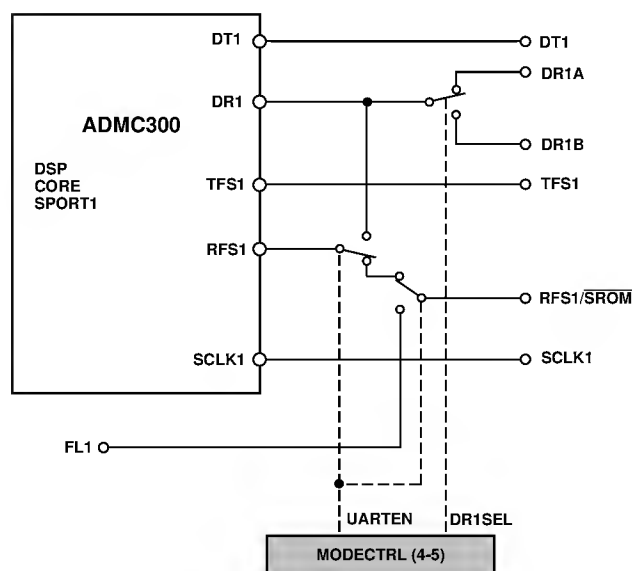 DT1
DT1
DR1A
DR1
ADMC300
DR1B
DSP
CORE
SPORT1
TFS1
TFS1
RFS1
RFS1/SROM
SCLK1
SCLK1
FL1
UARTEN
DR1SEL
MODECTRL (4-5)